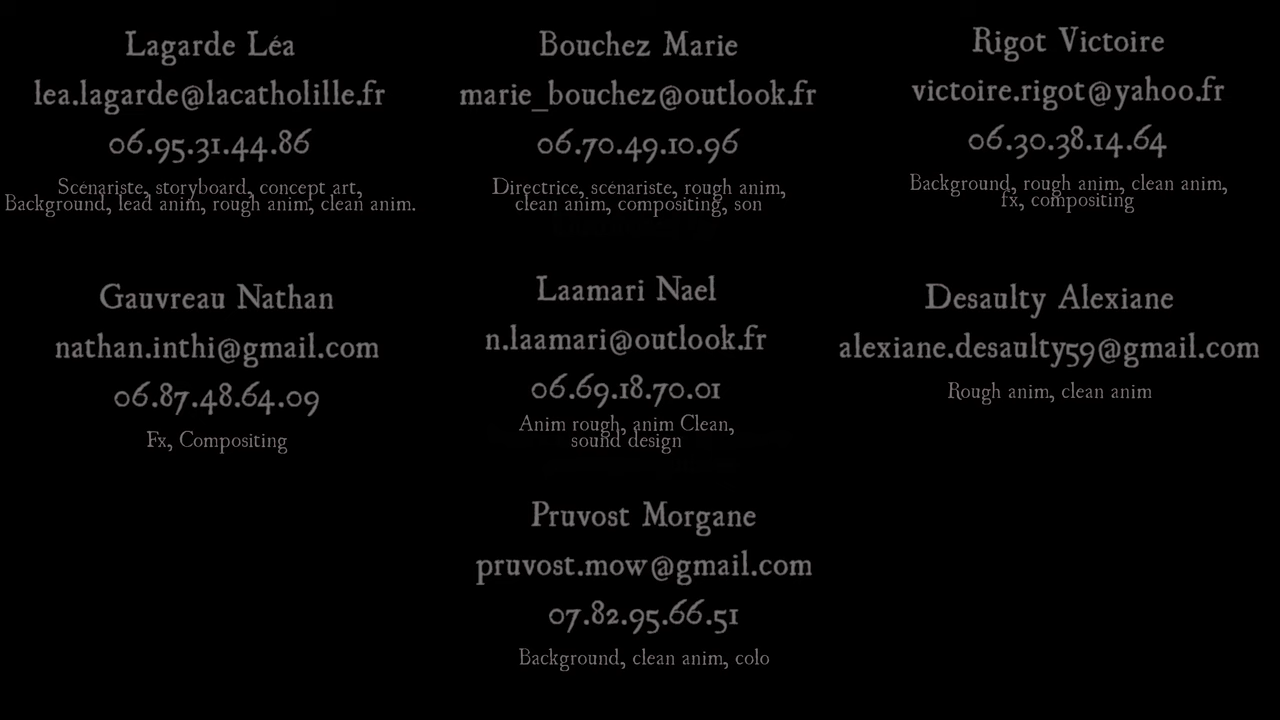 Lagarde Léa
lea.lagarde@lacatholille.fr
06.95.31.44.86
Scénariste, storyboard, concept art,
Background, lead anim, rough anim, clean anim.
Bouchez Marie
marie_bouchez@outlook.fr
06.70.49.10.96
Directrice, scénariste, rough anim,
clean anim, compositing, son
Rigot Victoire
victoire.rigot@yahoo.fr
06.30.38.14.64
Background, rough anim, clean anim,
fx, compositing
Gauvreau Nathan
nathan.inthi@gmail.com
06.87.48.64.09
Fx, Compositing
Laamari Nael
n.laamari@outlook.fr
06.69.18.70.01
Anim rough, anim Clean,
sound design
Desaulty Alexiane
alexiane.desaulty59@gmail.com
Rough anim, clean anim
Pruvost Morgane
pruvost.mow@gmail.com
07.82.95.66.51
Background, clean anim, colo